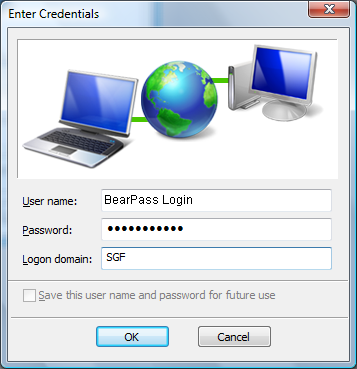 Enter Credentials
User name: BearPass Login
Password: ●●●●●●●●●●●
Logon domain: SGF
Save this user name and password for future use
OK Cancel